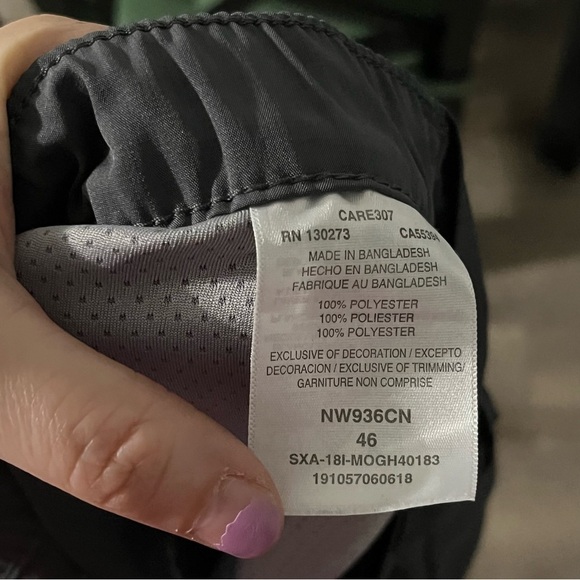 CARE307
RN 130273 CA55394
MADE IN BANGLADESH
HECHO EN BANGLADESH
FABRIQUE AU BANGLADESH
100% POLYESTER
100% POLIESTER
100% POLYESTER
EXCLUSIVE OF DECORATION / EXCEPTO
DECORACION / EXCLUSIVE OF TRIMMING/
GARNITURE NON COMPRISE
NW936CN
46
SXA-18I-MOGH40183
191057060618